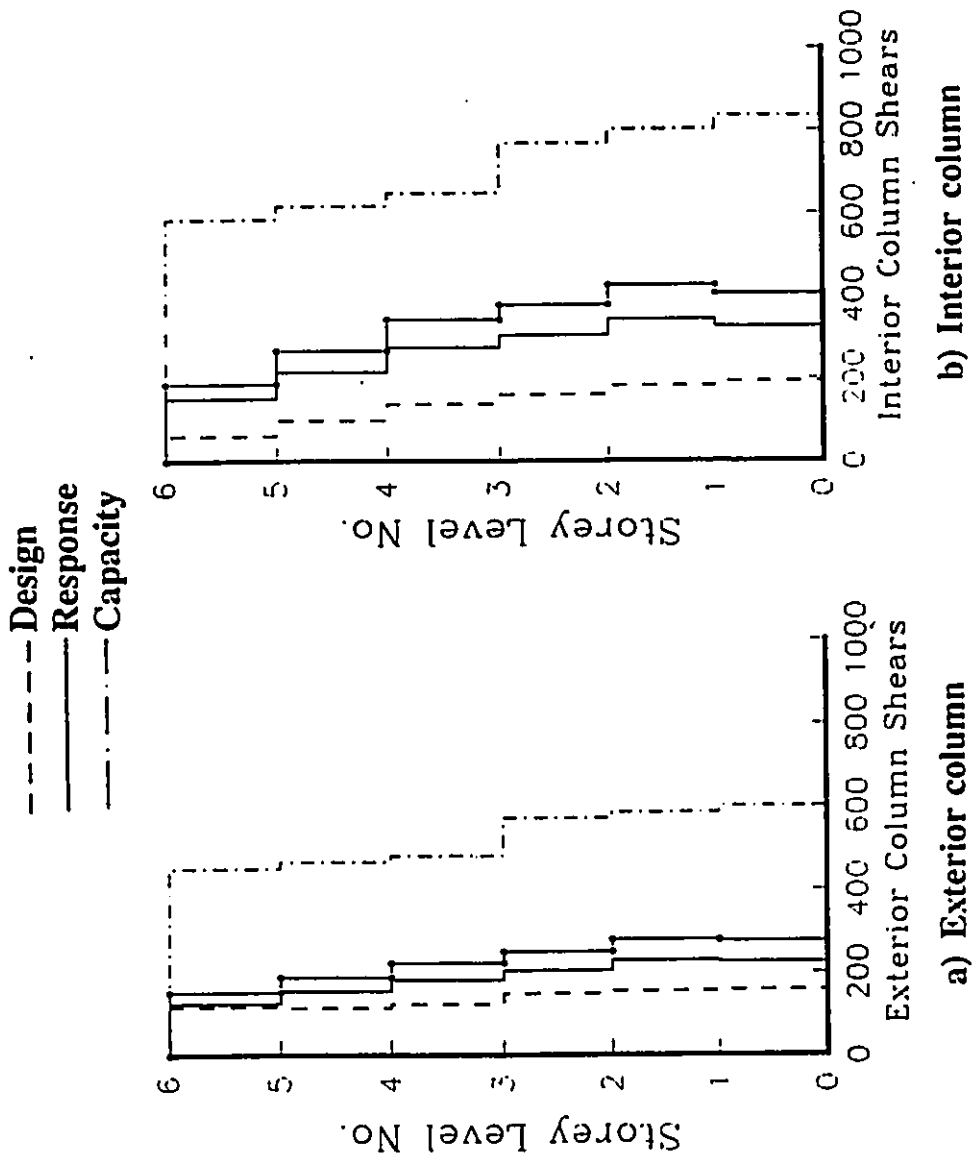 Design
Response
Capacity
Storey Level No.
6
5
4
3
2
1
0
0 200 400 600 800 1000
Exterior Column Shears
a) Exterior column
Storey Level No.
6
5
4
3
2
1
0
0 200 400 600 800 1000
Interior Column Shears
b) Interior column